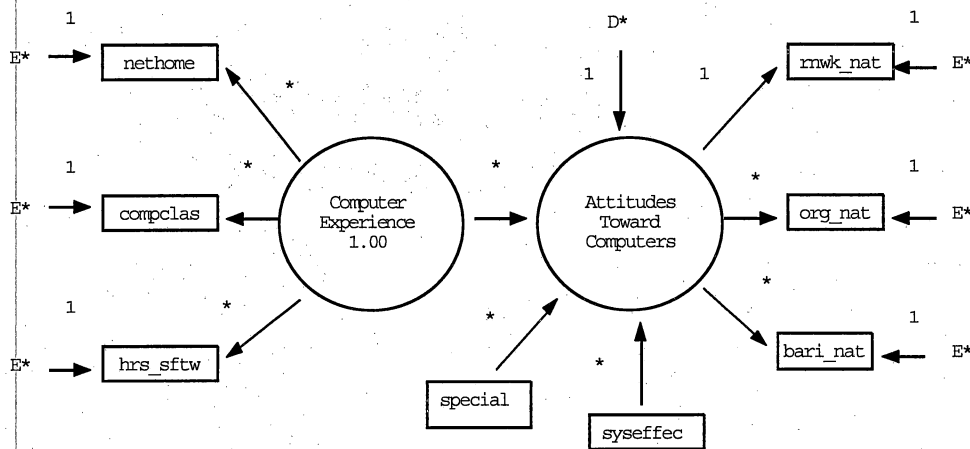 1
D*
1
E*
nethome
1
1
rnwk_nat
E*
*
1
*
*
*
1
E*
compclas
Computer
Experience
1.00
Attitudes
Toward
Computers
org_nat
E*
1
*
*
*
1
E*
hrs_sftw
*
bari_nat
E*
special
syseffec